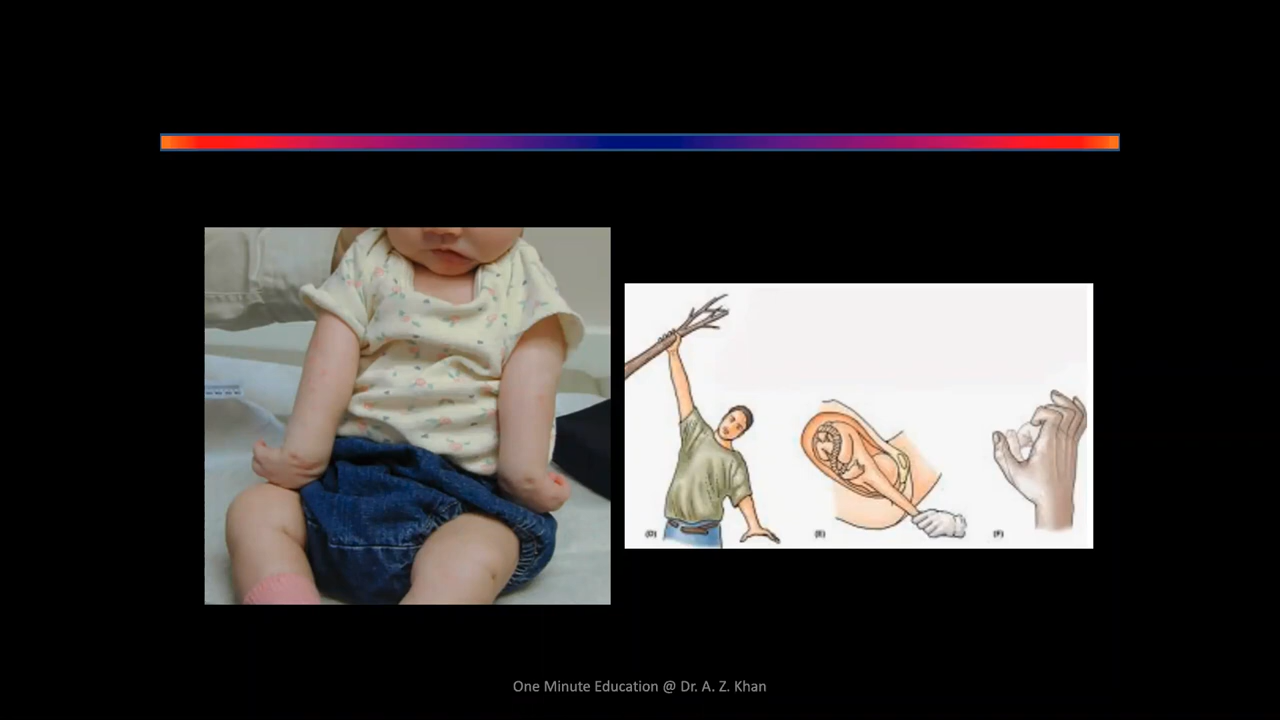 (D)
(E)
(F)
One Minute Education @ Dr. A. Z. Khan